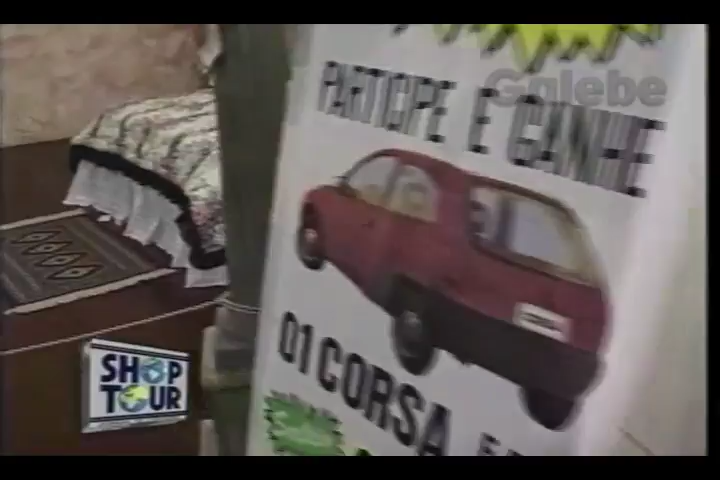 Galebe
PARTICIPE E GANHE
01 CORSA
SHOP
TOUR